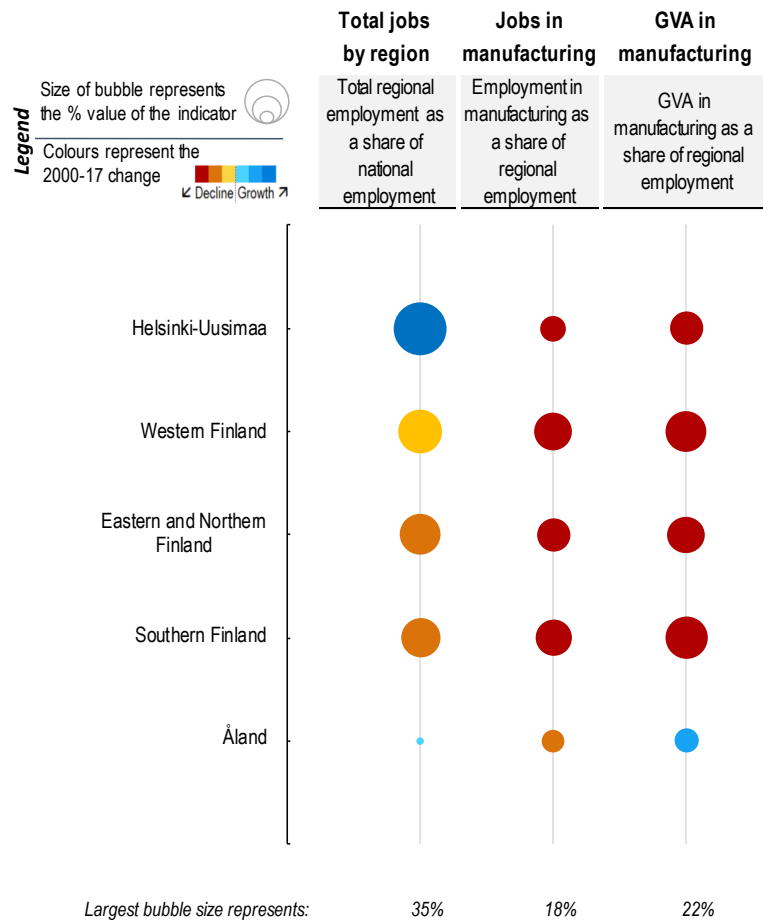 Total jobs
by region
Jobs in
manufacturing
GVA in
manufacturing
Legend
Size of bubble represents
the % value of the indicator
Colours represent the
2000-17 change
↙ Decline Growth ↗
Total regional
employment as
a share of
national
employment
Employment in
manufacturing as
a share of
regional
employment
GVA in
manufacturing as a
share of regional
employment
Helsinki-Uusimaa
Western Finland
Eastern and Northern
Finland
Southern Finland
Åland
Largest bubble size represents: 35% 18% 22%